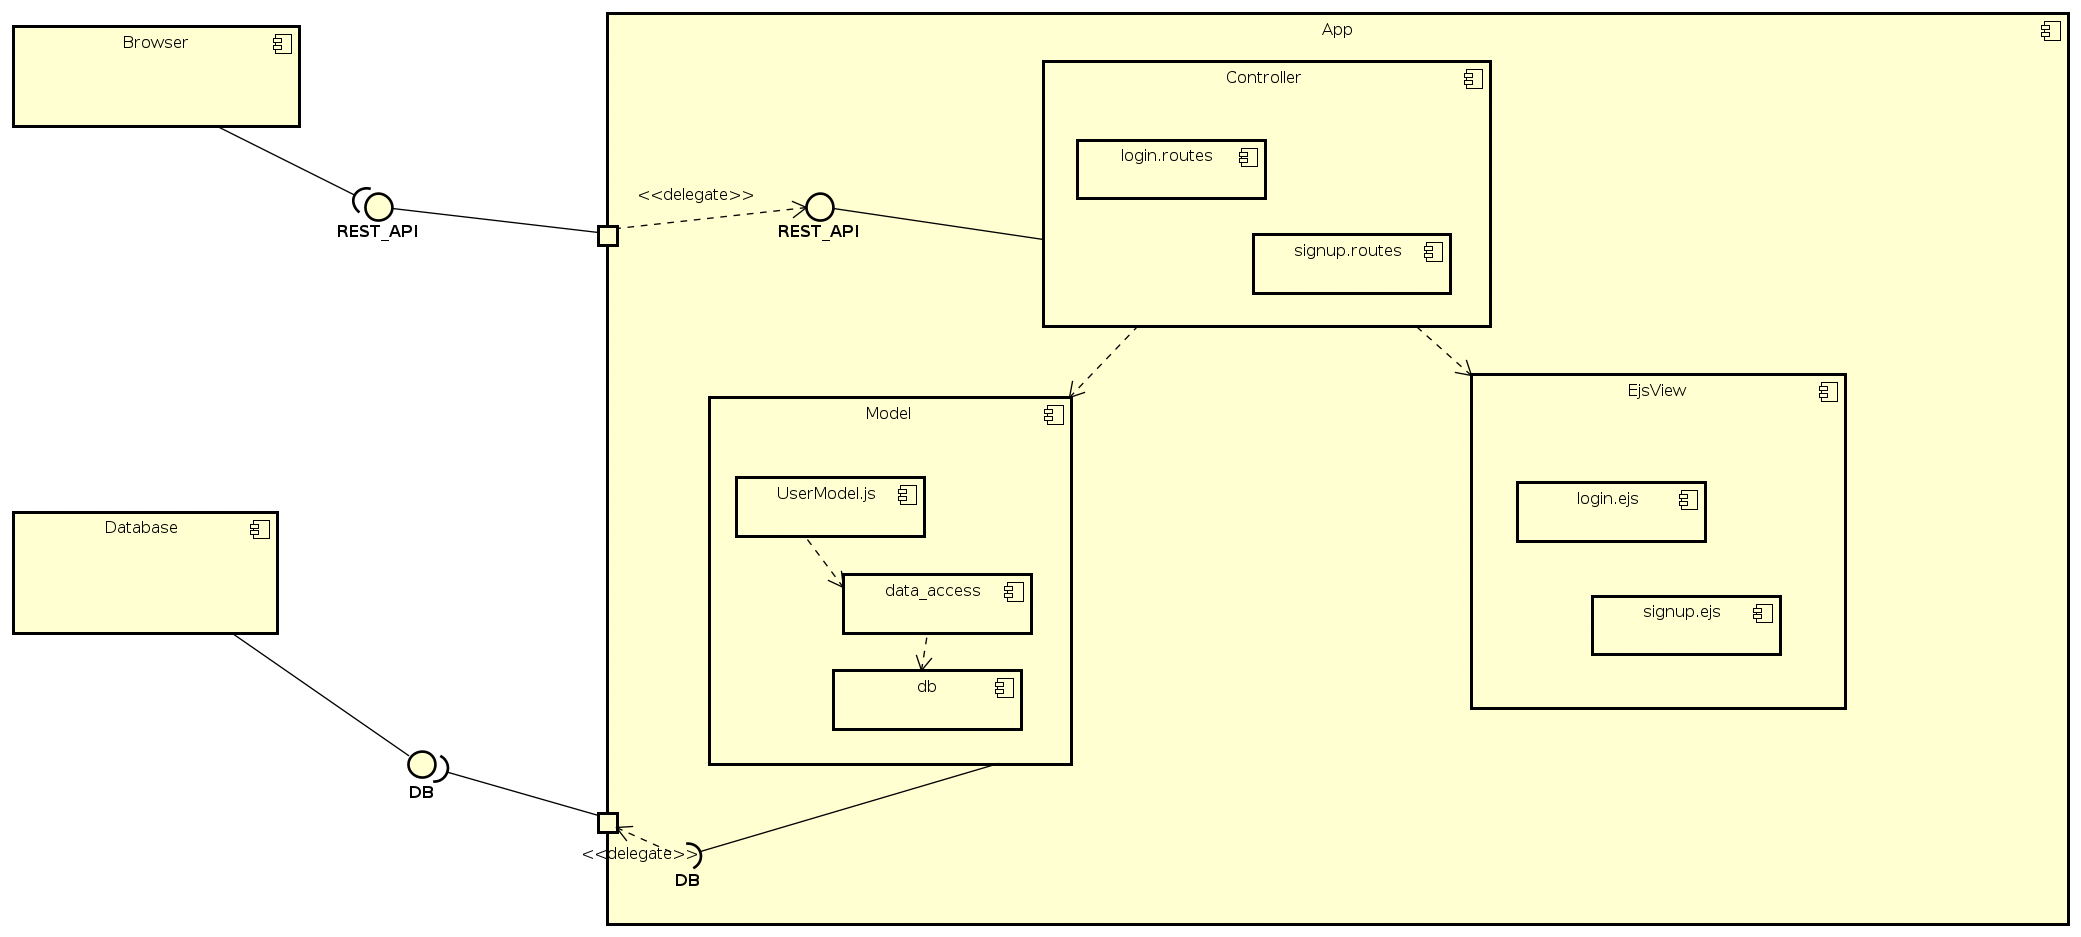 Browser
App
Controller
login.routes
<<delegate>>
REST_API
REST_API
signup.routes
Model
EjsView
UserModel.js
login.ejs
Database
data_access
signup.ejs
db
DB
<<delegate>>
DB